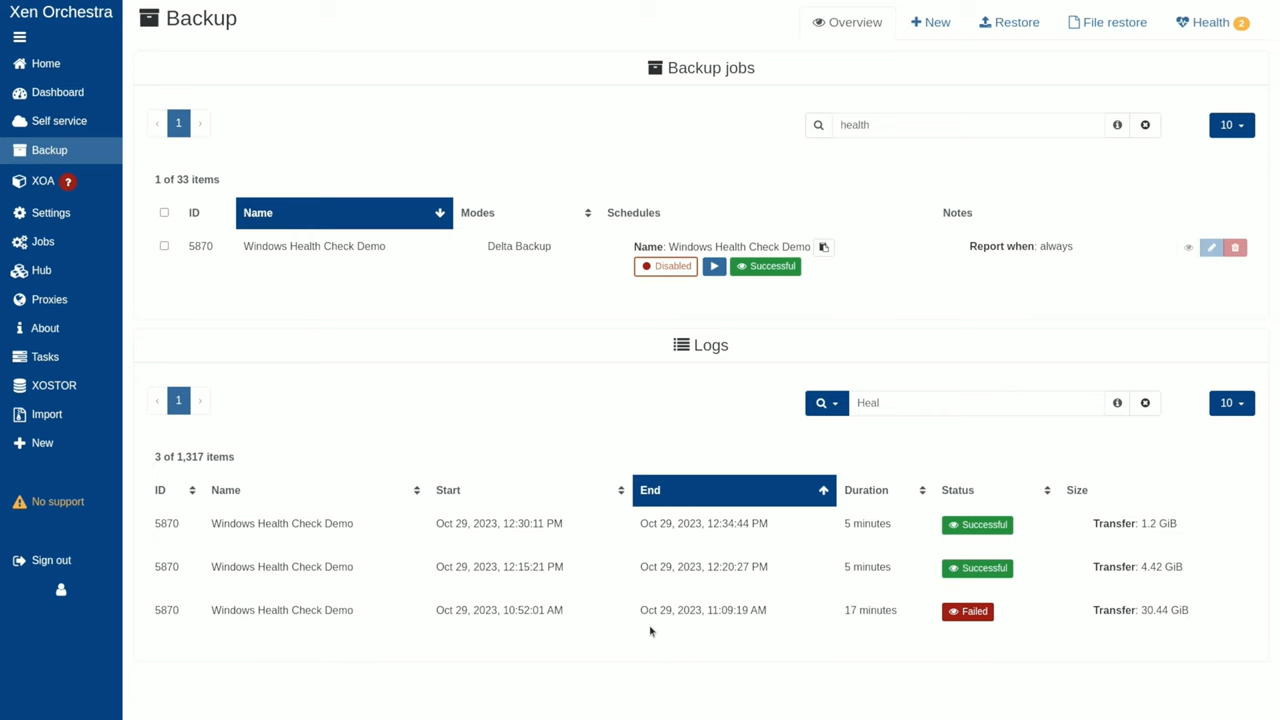 Xen Orchestra
Home
Dashboard
Self service
Backup
XOA ?
Settings
Jobs
Hub
Proxies
About
Tasks
XOSTOR
Import
New
No support
Sign out
Backup
Overview New Restore File restore Health 2
Backup jobs
‹ 1 › health 10
1 of 33 items
ID Name Modes Schedules Notes
5870 Windows Health Check Demo Delta Backup Name: Windows Health Check Demo Report when: always
Disabled Successful
Logs
‹ 1 › Heal 10
3 of 1,317 items
ID Name Start End Duration Status Size
5870 Windows Health Check Demo Oct 29, 2023, 12:30:11 PM Oct 29, 2023, 12:34:44 PM 5 minutes Successful Transfer: 1.2 GiB
5870 Windows Health Check Demo Oct 29, 2023, 12:15:21 PM Oct 29, 2023, 12:20:27 PM 5 minutes Successful Transfer: 4.42 GiB
5870 Windows Health Check Demo Oct 29, 2023, 10:52:01 AM Oct 29, 2023, 11:09:19 AM 17 minutes Failed Transfer: 30.44 GiB